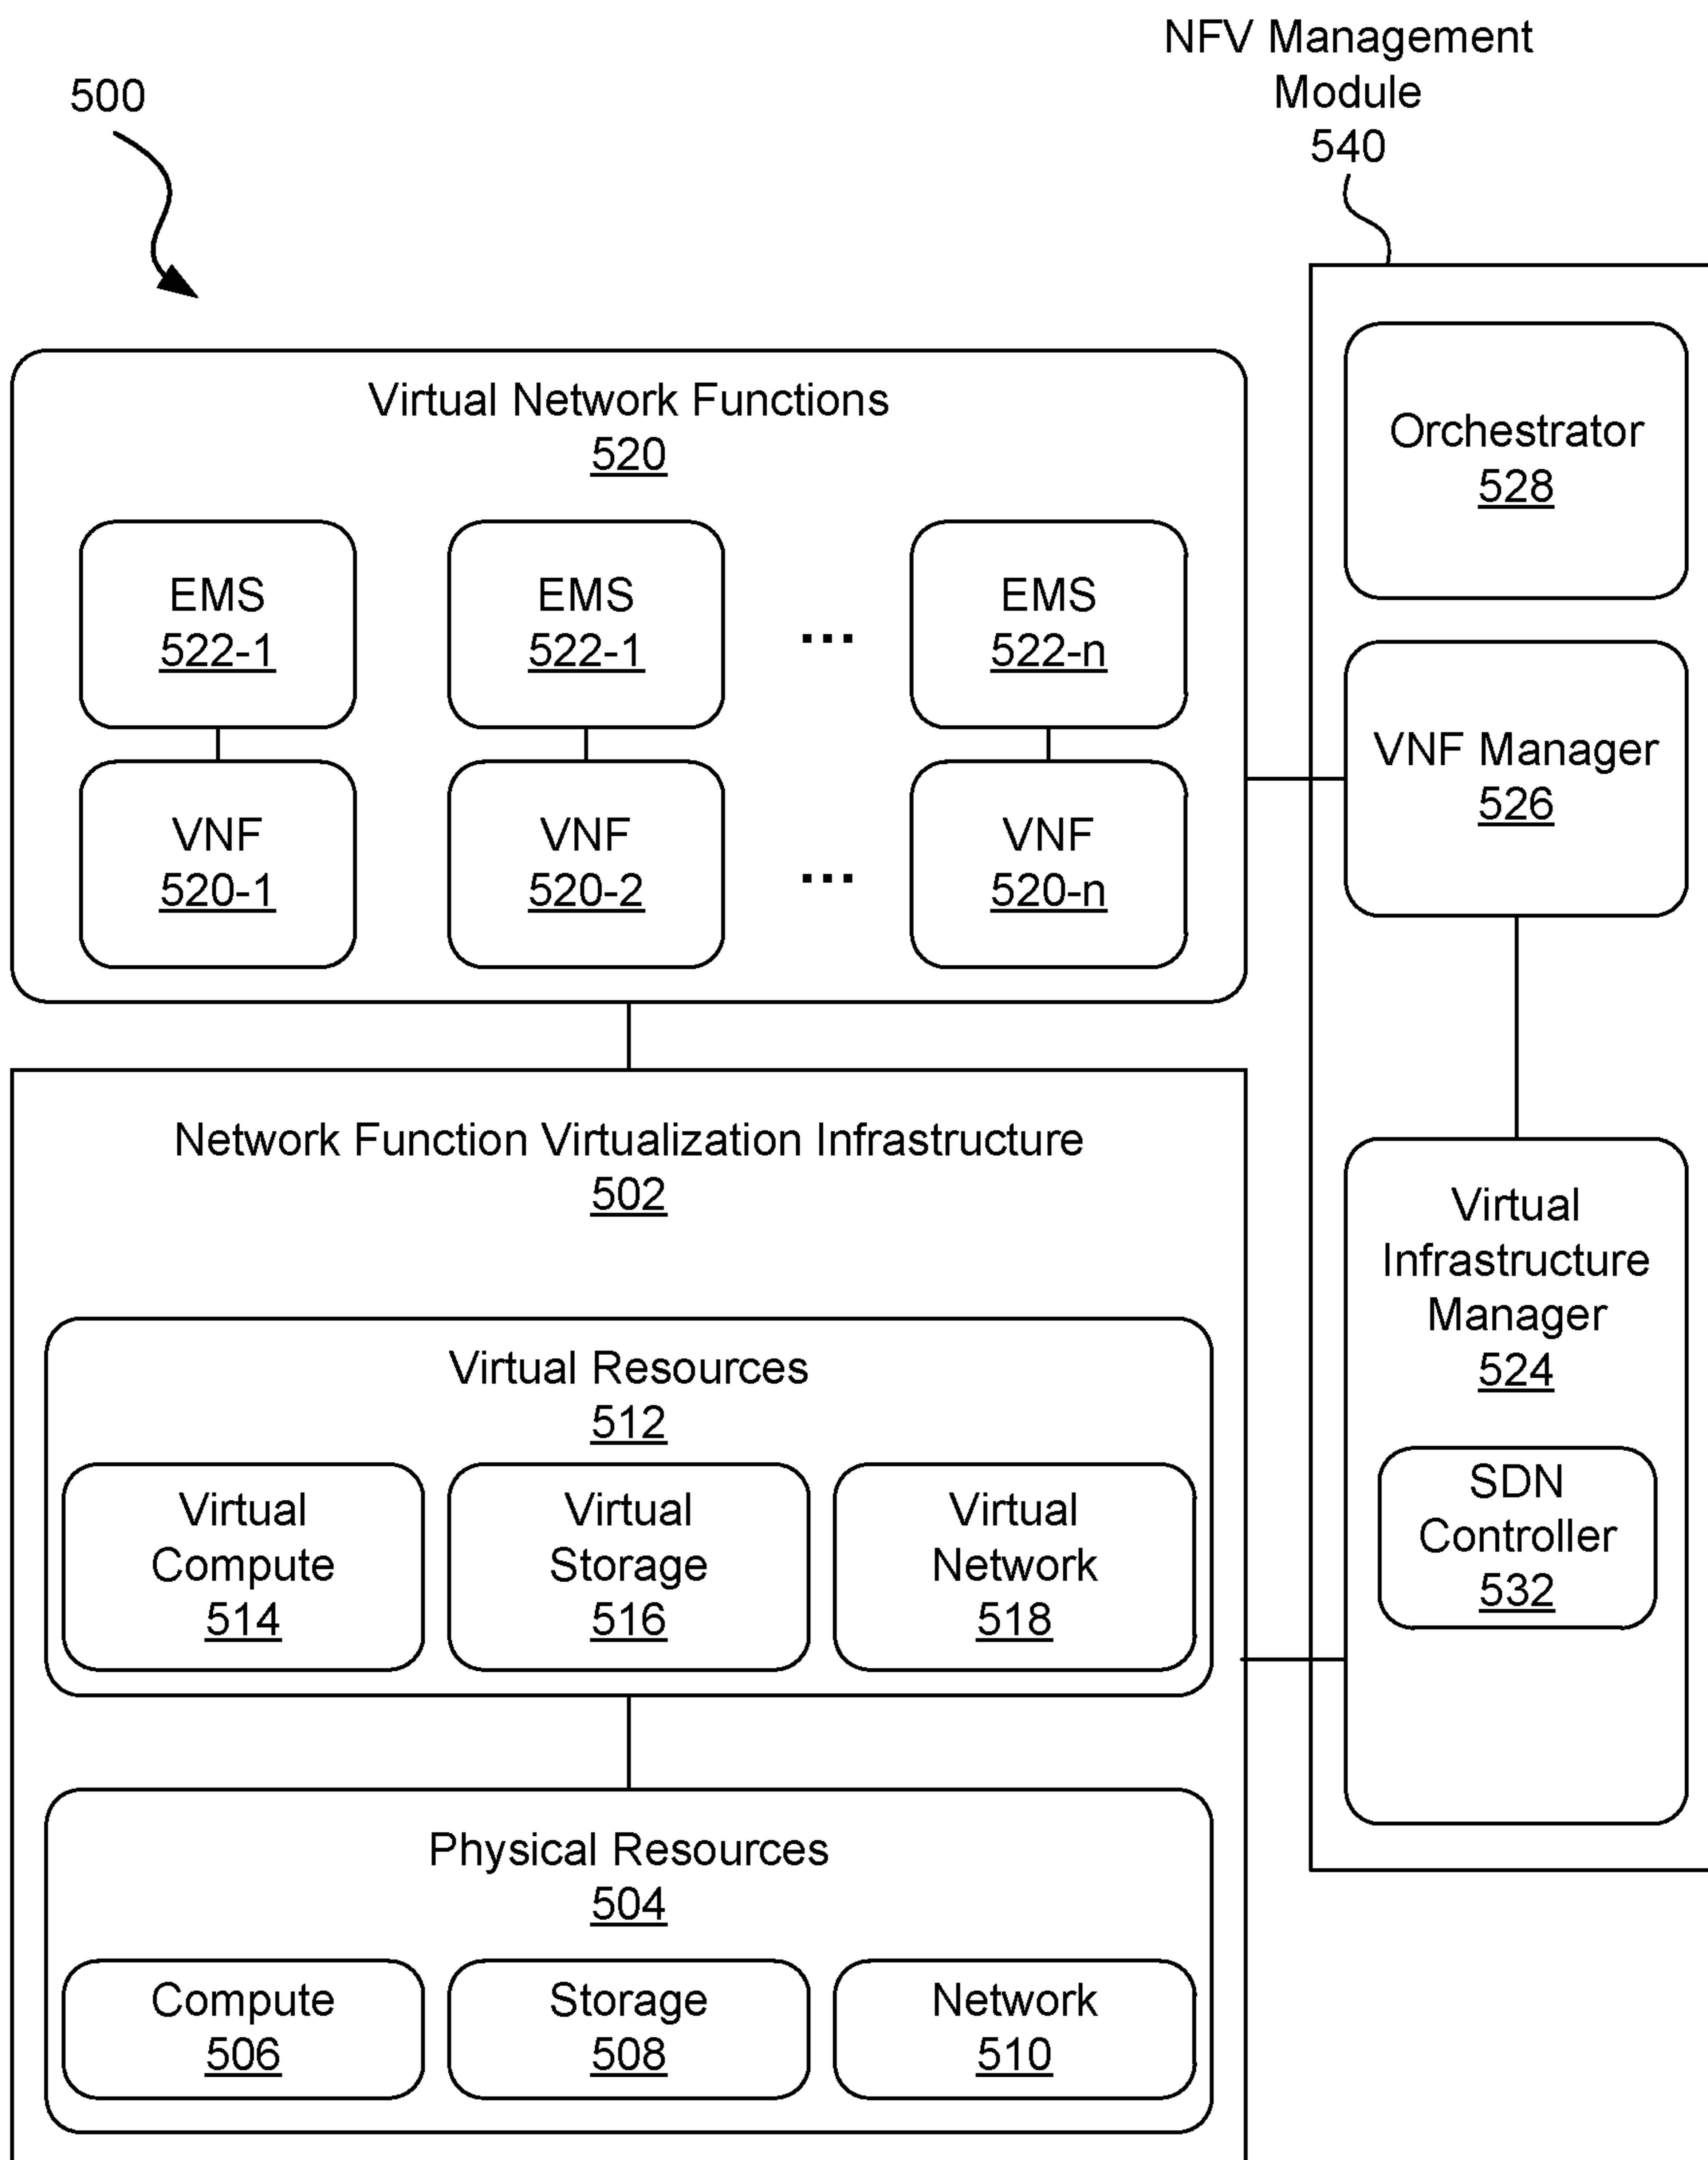 NFV Management
Module
540
500
Virtual Network Functions
520
EMS
522-1
EMS
522-1
...
EMS
522-n
VNF
520-1
VNF
520-2
...
VNF
520-n
Orchestrator
528
VNF Manager
526
Network Function Virtualization Infrastructure
502
Virtual Resources
512
Virtual
Compute
514
Virtual
Storage
516
Virtual
Network
518
Physical Resources
504
Compute
506
Storage
508
Network
510
Virtual
Infrastructure
Manager
524
SDN
Controller
532